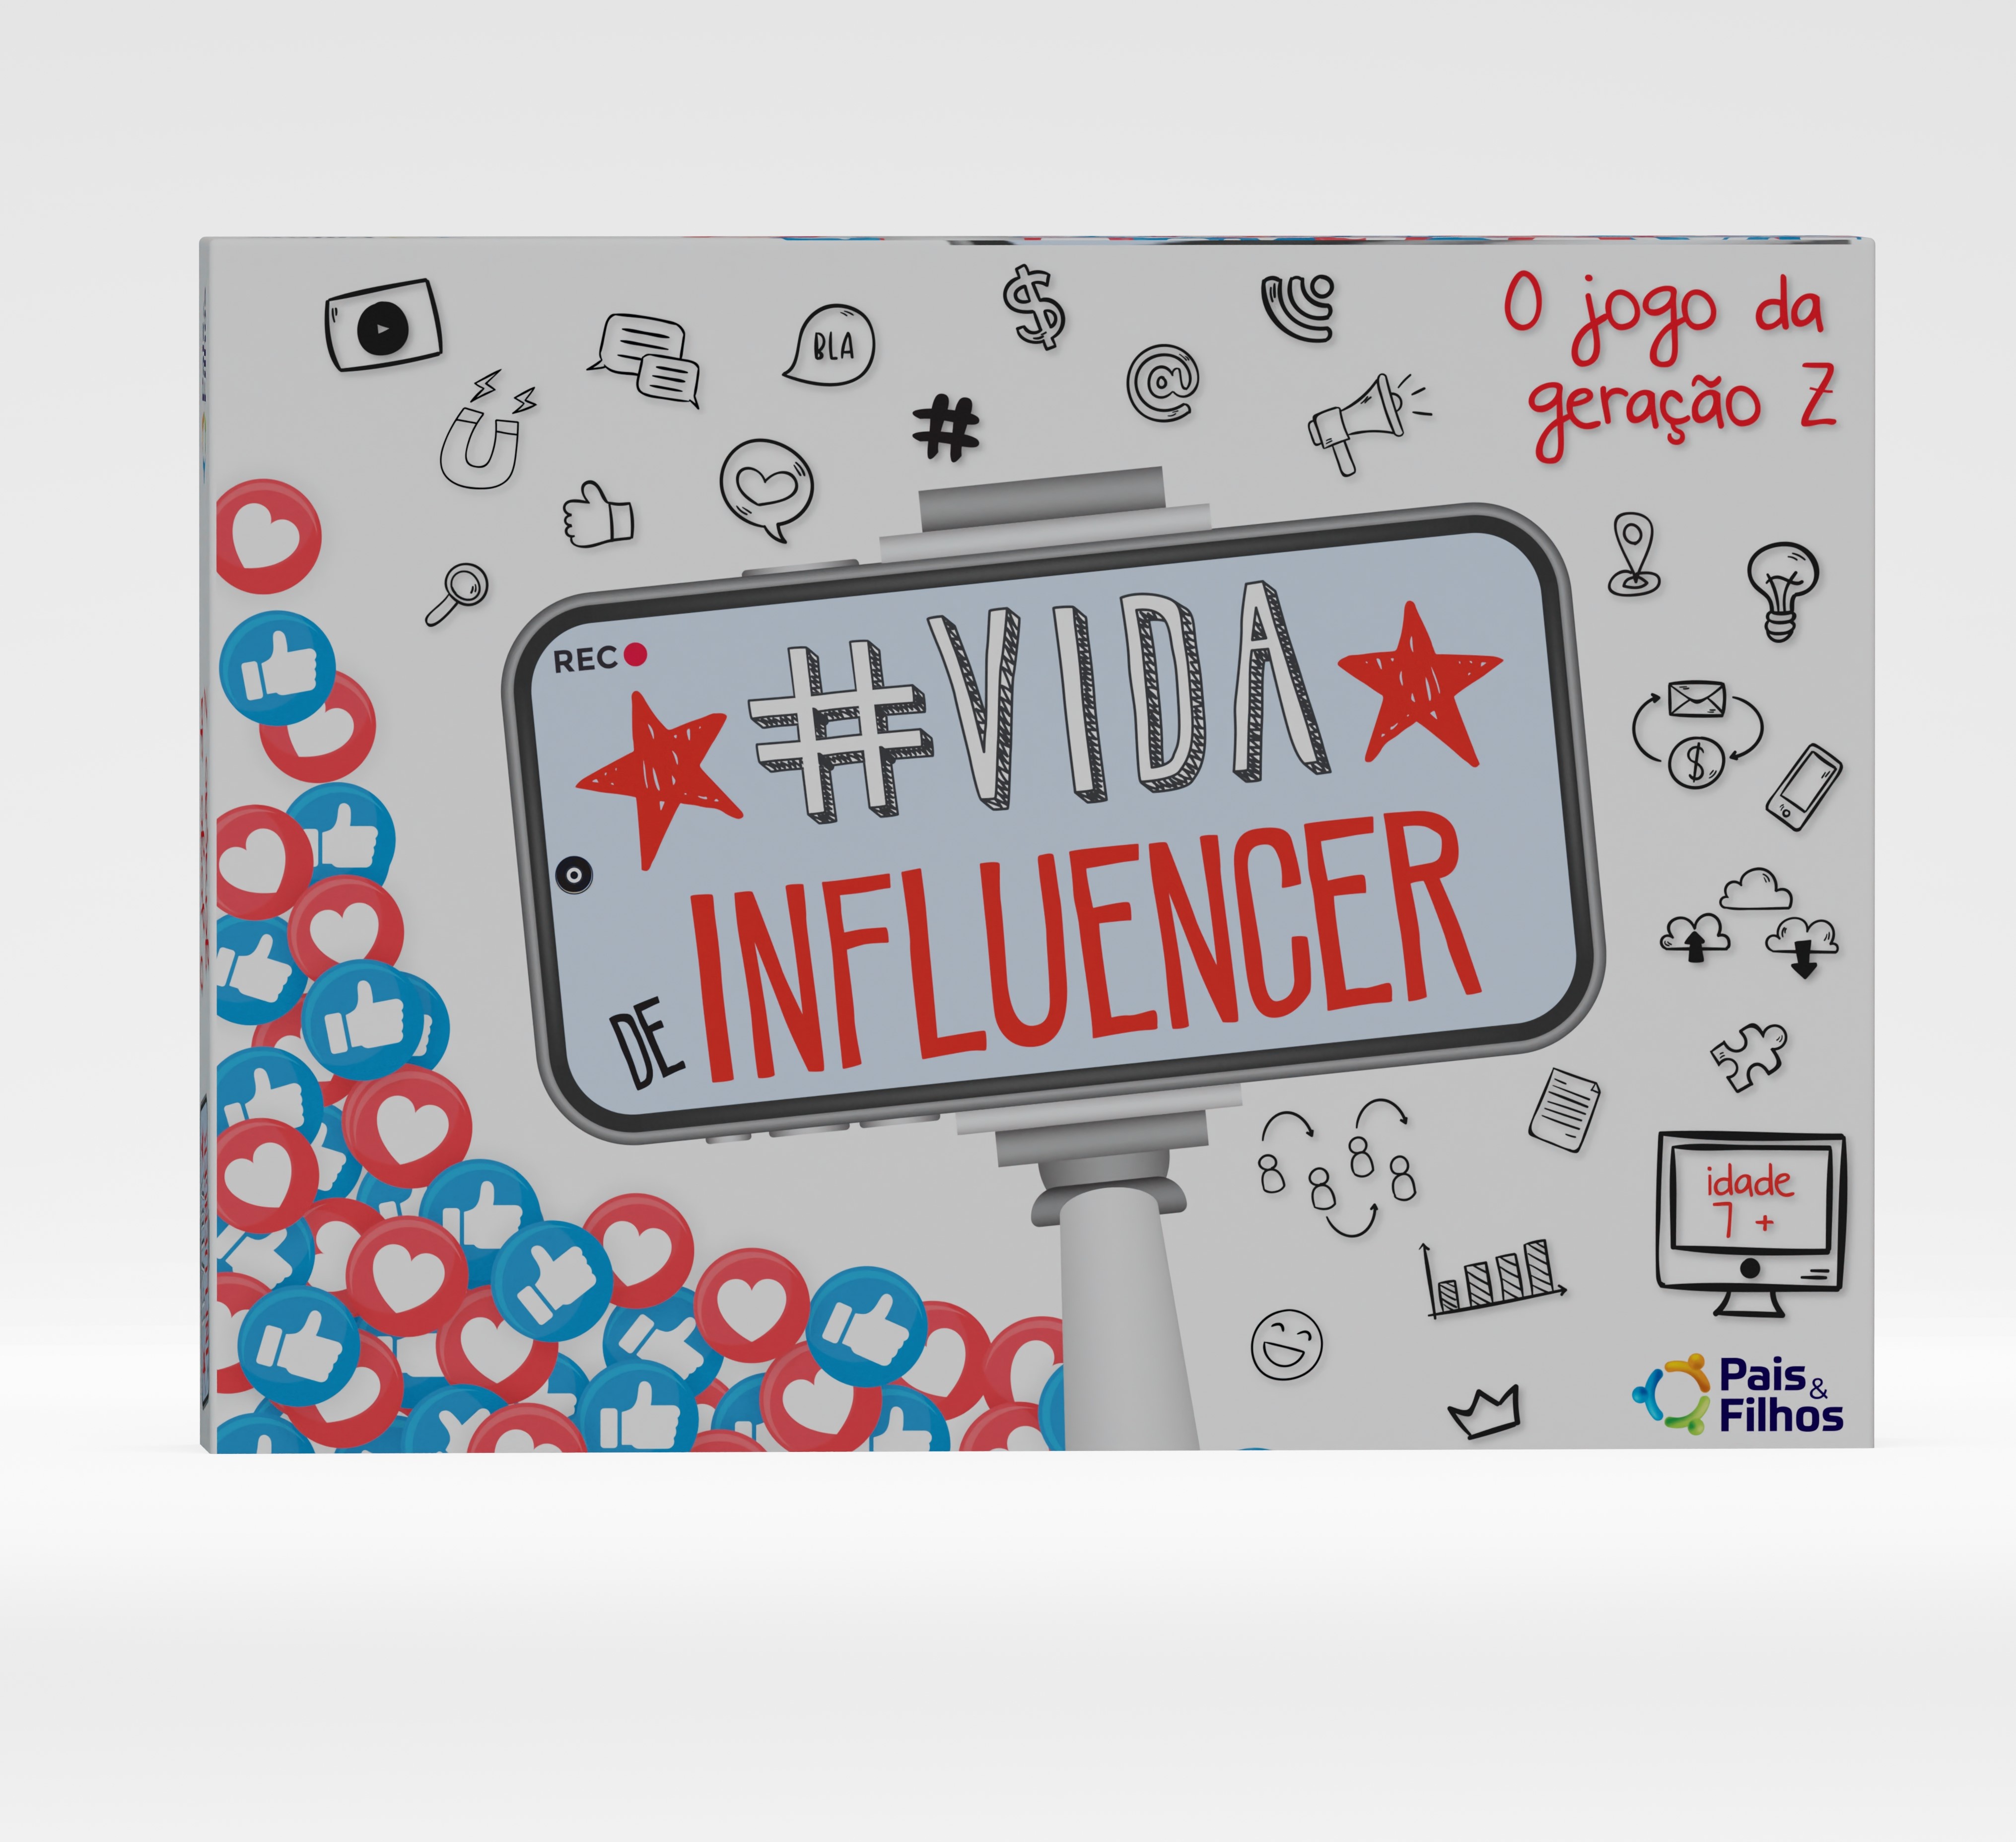 O jogo da
geração Z
BLA
$
@
#
REC
#VIDA
DE INFLUENCER
$
idade
7 +
Pais &
Filhos